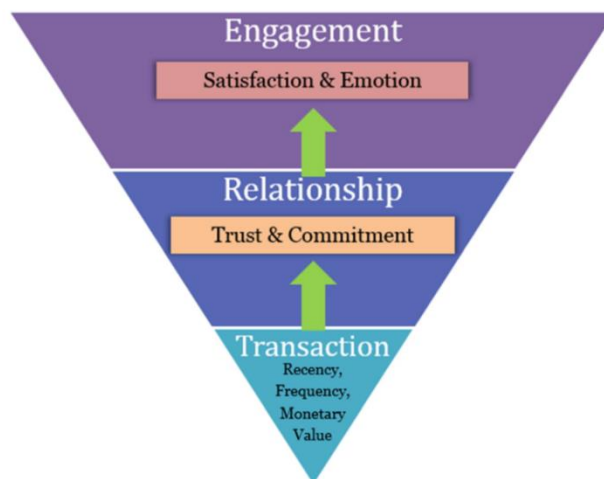 Engagement
Satisfaction & Emotion
Relationship
Trust & Commitment
Transaction
Recency,
Frequency,
Monetary
Value